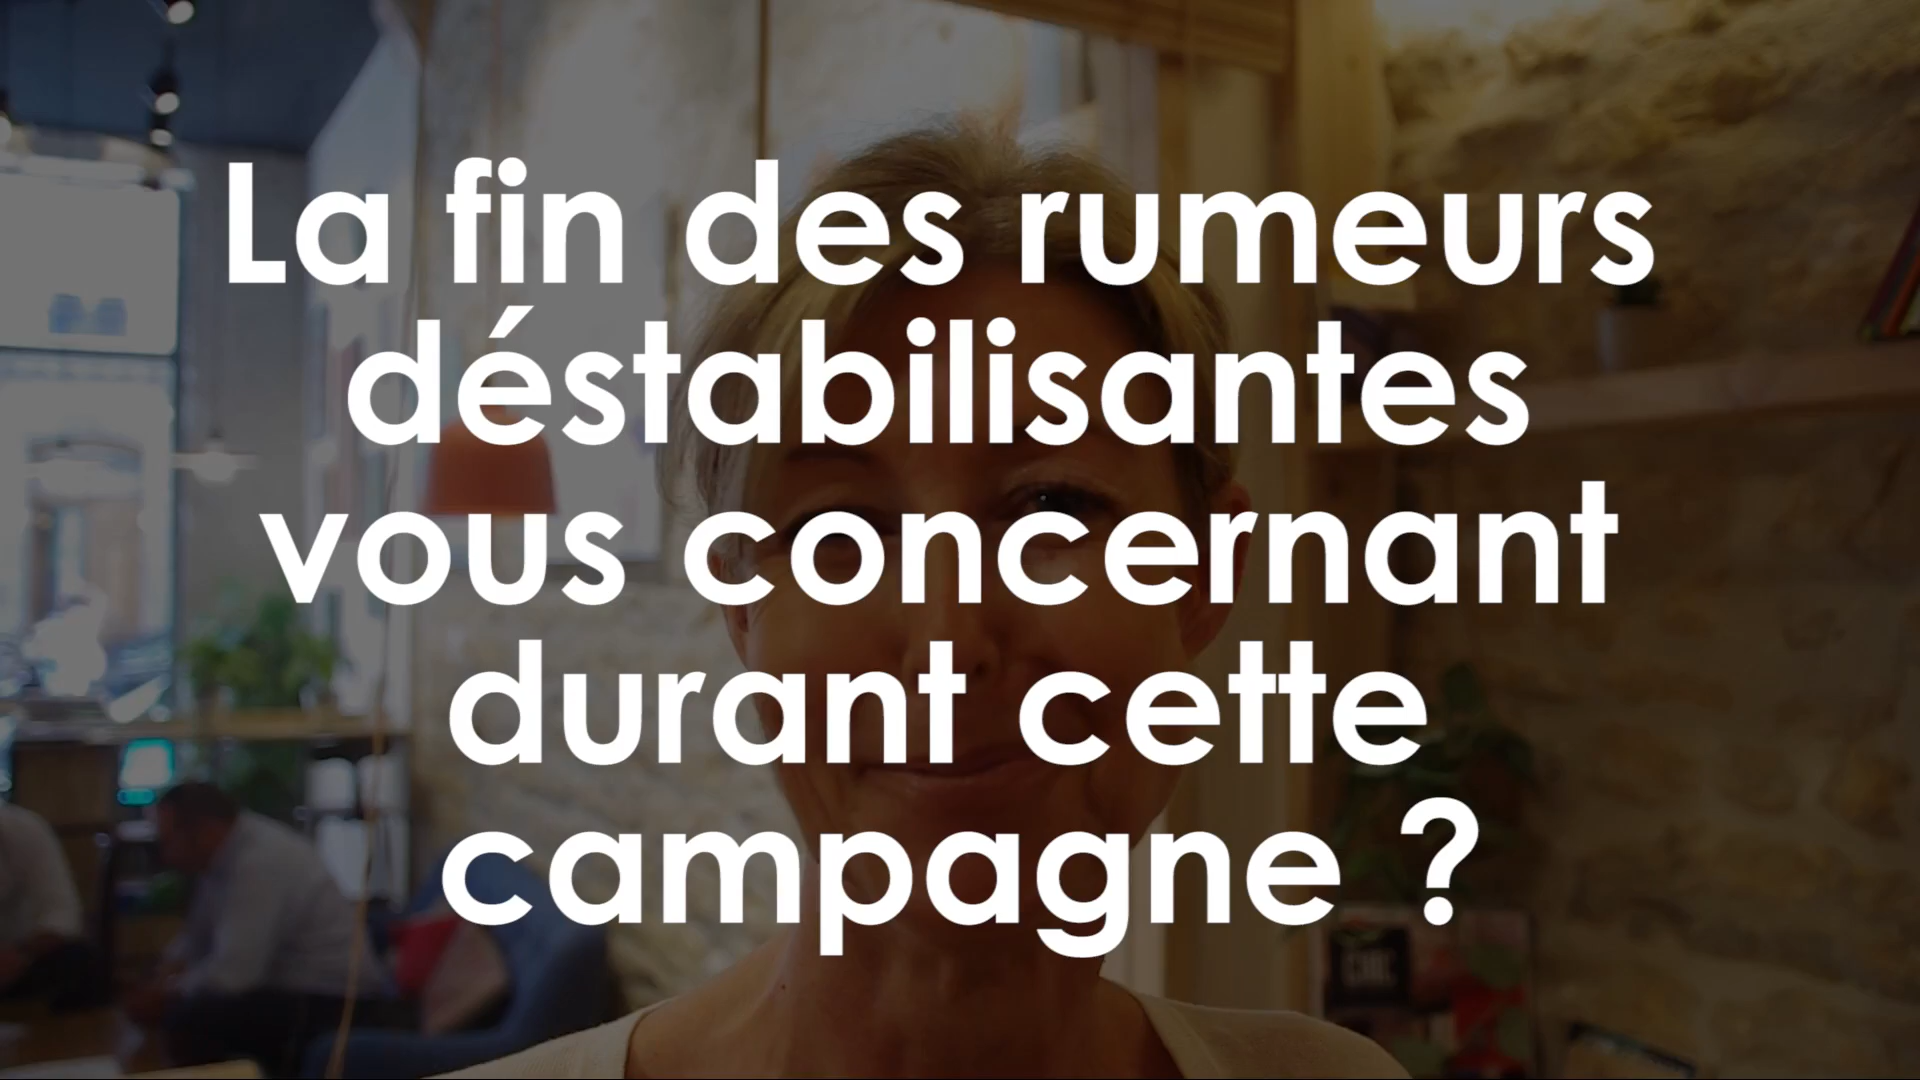 La fin des rumeurs
déstabilisantes
vous concernant
durant cette
campagne ?